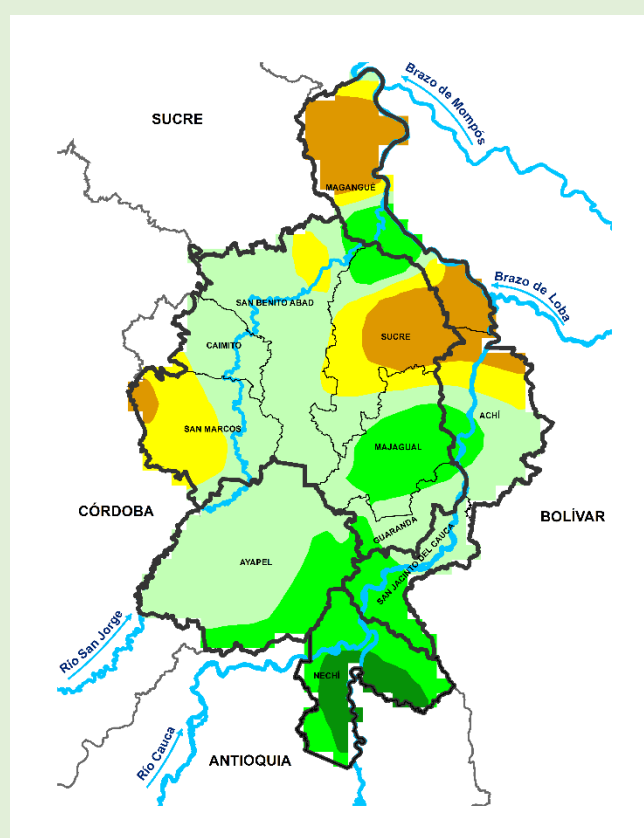 Brazo de Mompós
SUCRE
MAGANGUE
Brazo de Loba
SAN BENITO ABAD
SUCRE
CAIMITO
ACHÍ
SAN MARCOS
MAJAGUAL
CÓRDOBA
BOLÍVAR
GUARANDA
SAN JACINTO DEL CAUCA
AYAPEL
Río San Jorge
NECHÍ
Río Cauca
ANTIOQUIA